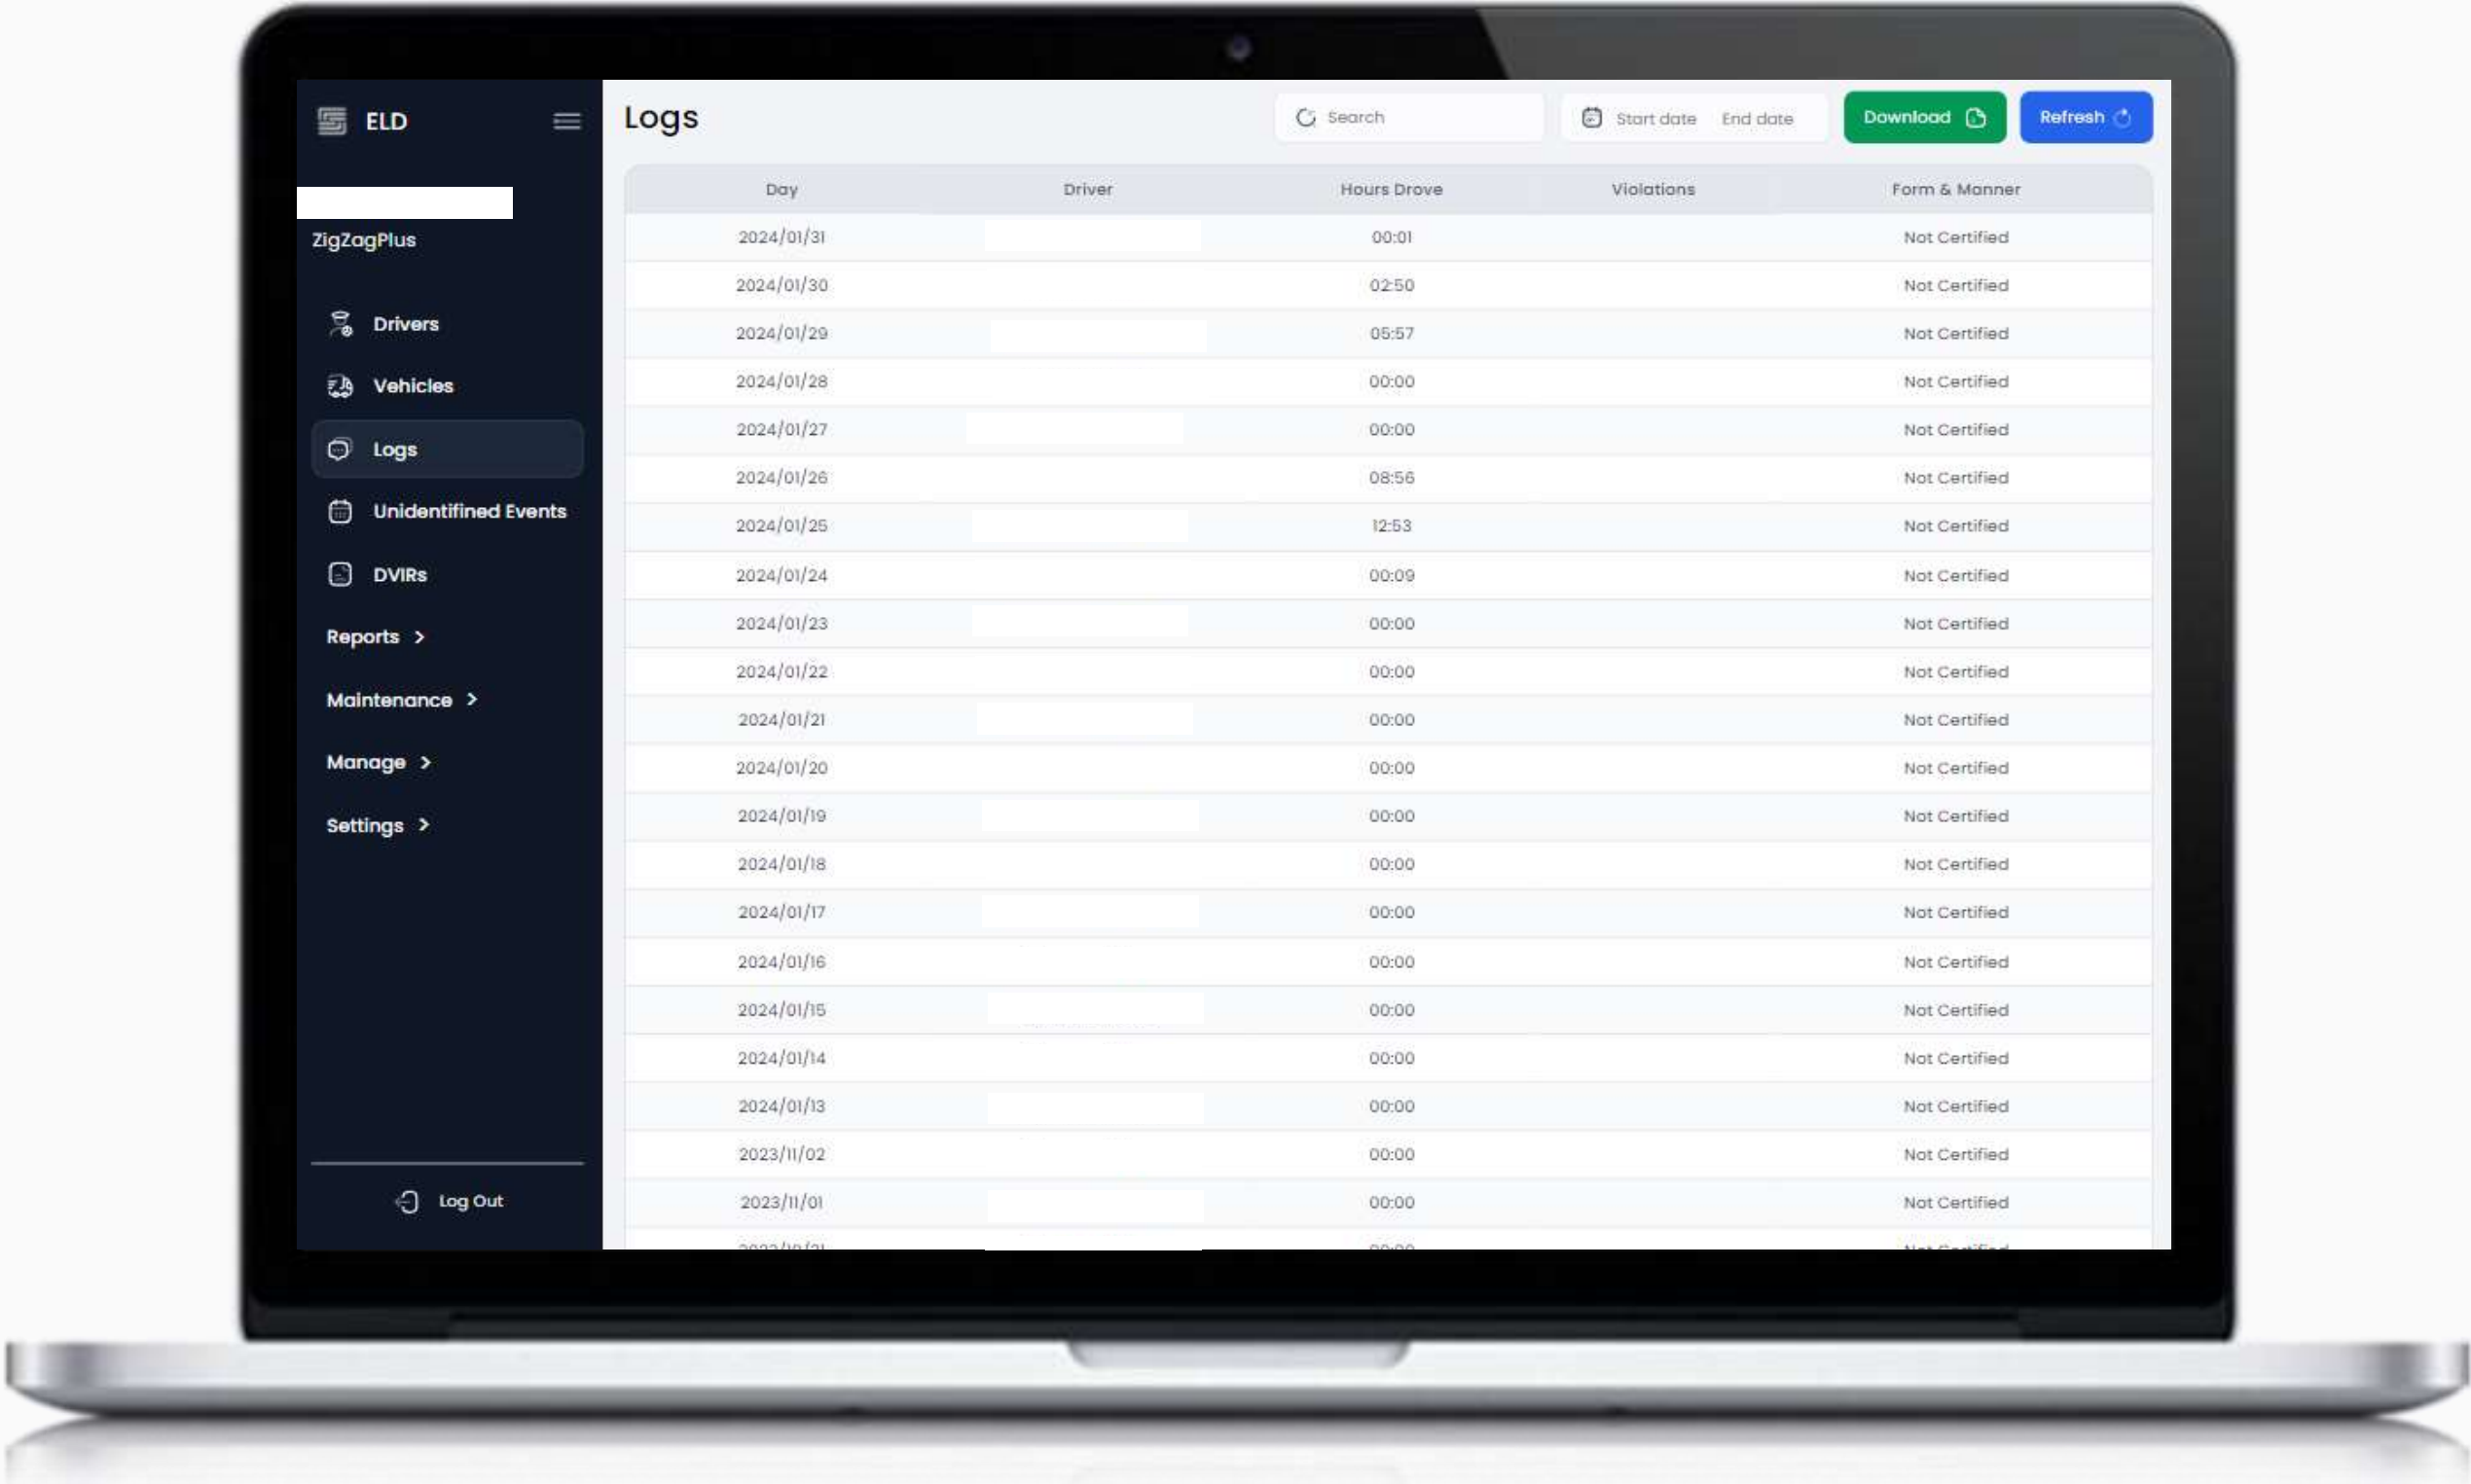 ELD
ZigZagPlus
Drivers
Vehicles
Logs
Unidentifined Events
DVIRs
Reports >
Maintenance >
Manage >
Settings >
Log Out
Logs
Search
Start date End date
Download
Refresh
Day Driver Hours Drove Violations Form & Manner
2024/01/31 00:01 Not Certified
2024/01/30 02:50 Not Certified
2024/01/29 05:57 Not Certified
2024/01/28 00:00 Not Certified
2024/01/27 00:00 Not Certified
2024/01/26 08:56 Not Certified
2024/01/25 12:53 Not Certified
2024/01/24 00:09 Not Certified
2024/01/23 00:00 Not Certified
2024/01/22 00:00 Not Certified
2024/01/21 00:00 Not Certified
2024/01/20 00:00 Not Certified
2024/01/19 00:00 Not Certified
2024/01/18 00:00 Not Certified
2024/01/17 00:00 Not Certified
2024/01/16 00:00 Not Certified
2024/01/15 00:00 Not Certified
2024/01/14 00:00 Not Certified
2024/01/13 00:00 Not Certified
2023/11/02 00:00 Not Certified
2023/11/01 00:00 Not Certified